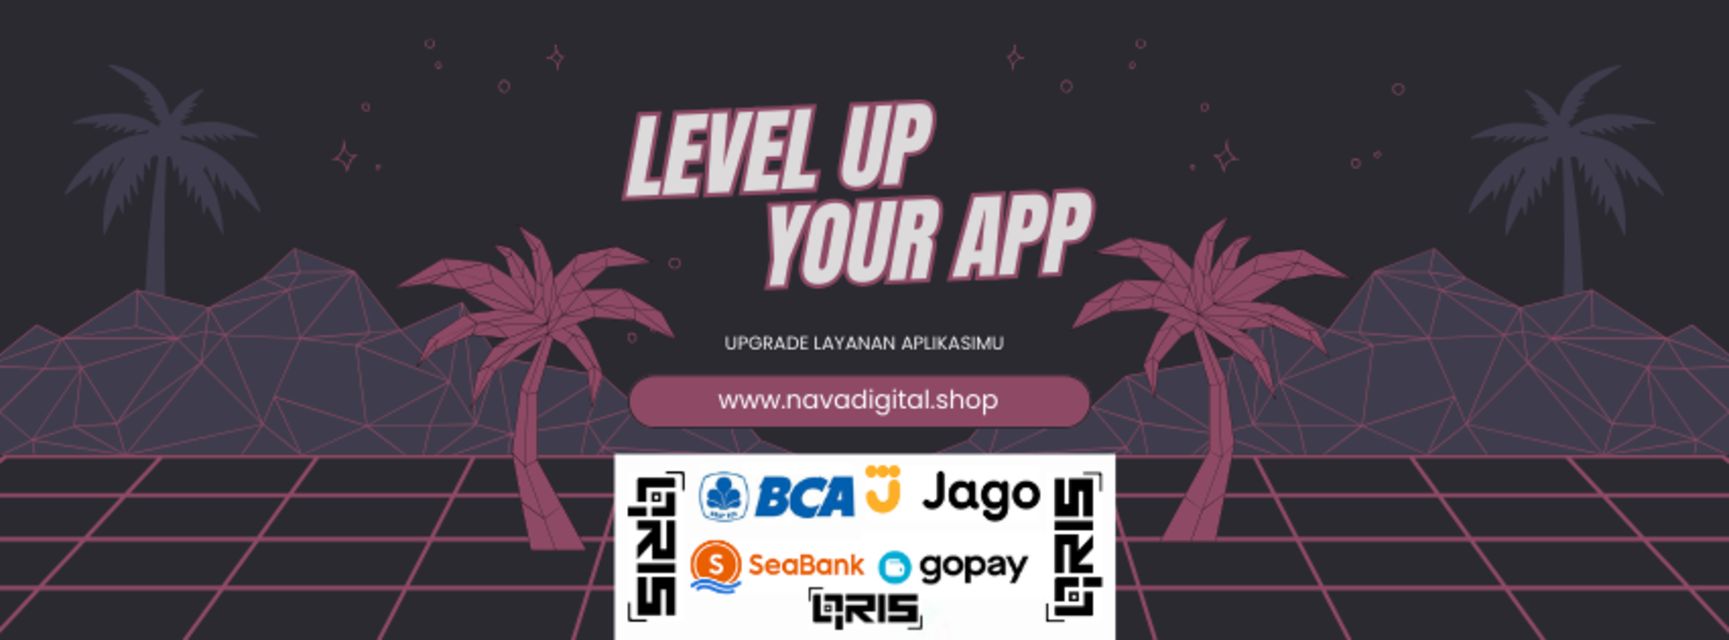 LEVEL UP
YOUR APP
UPGRADE LAYANAN APLIKASIMU
www.navadigital.shop
QRIS
BCA
Jago
QRIS
SeaBank
gopay
QRIS